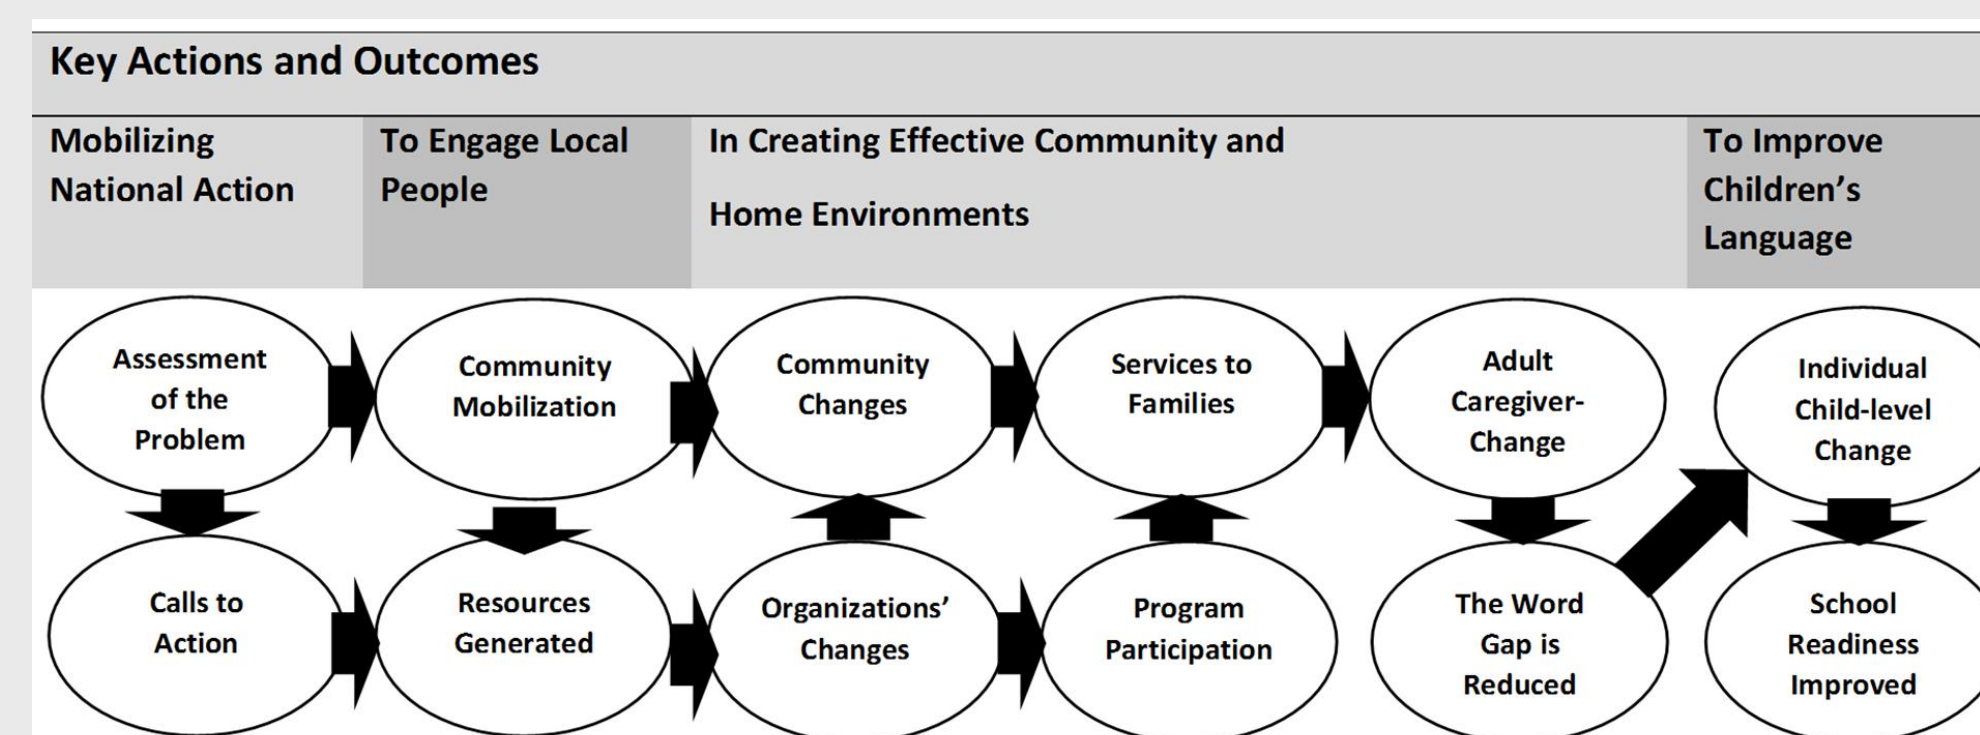 Key Actions and Outcomes
Mobilizing
National Action
To Engage Local
People
In Creating Effective Community and
Home Environments
To Improve
Children’s
Language
Assessment
of the
Problem
Community
Mobilization
Community
Changes
Services to
Families
Adult
Caregiver-
Change
Individual
Child-level
Change
Calls to
Action
Resources
Generated
Organizations’
Changes
Program
Participation
The Word
Gap is
Reduced
School
Readiness
Improved